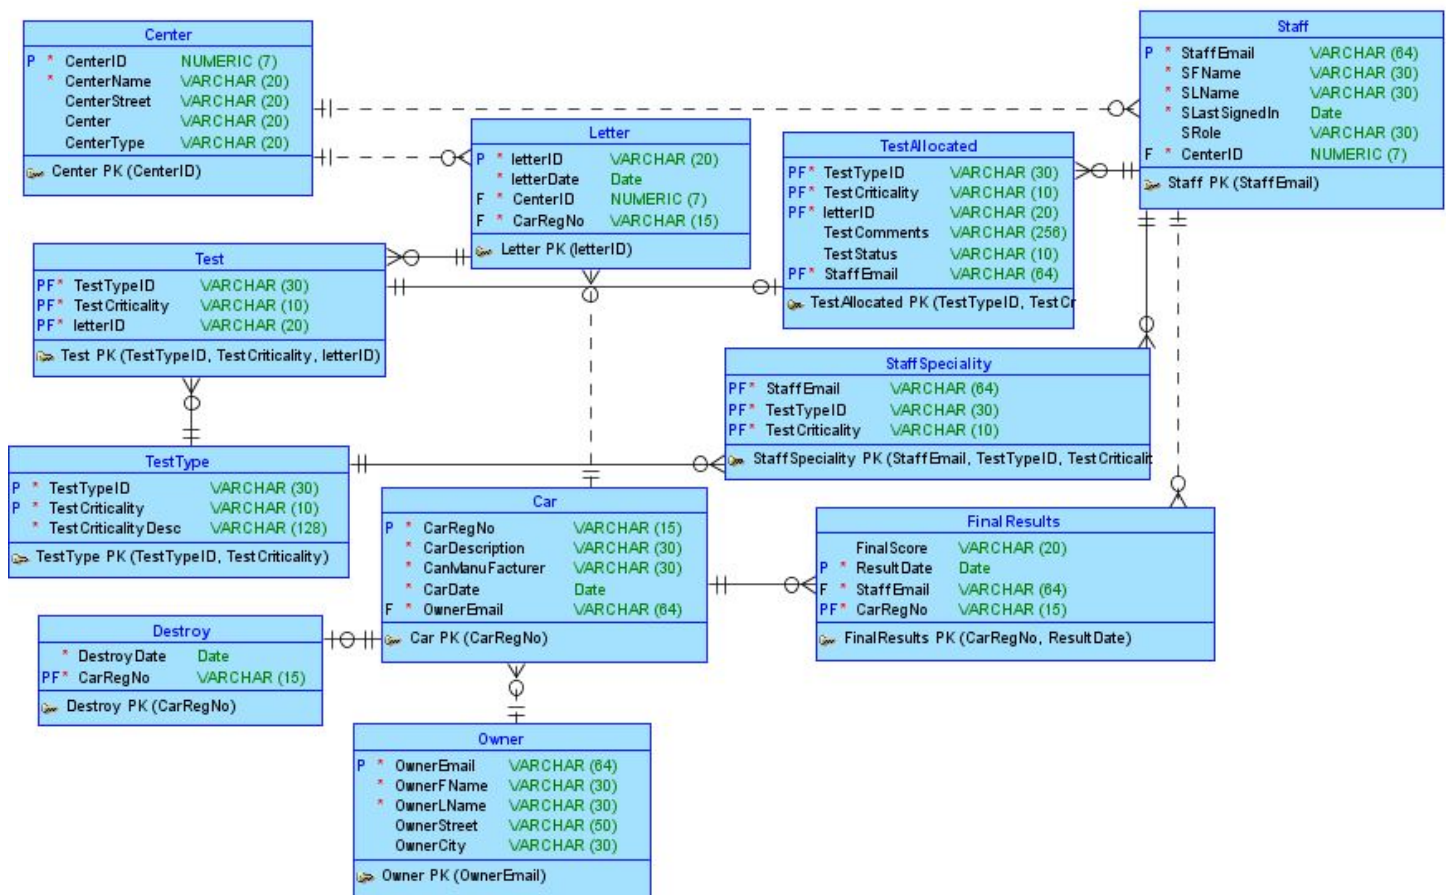 Center
P * CenterID NUMERIC (7)
* CenterName VARCHAR (20)
CenterStreet VARCHAR (20)
Center VARCHAR (20)
CenterType VARCHAR (20)
Center PK (CenterID)
Staff
P * StaffEmail VARCHAR (64)
* SFName VARCHAR (30)
* SLName VARCHAR (30)
* SLastSignedIn Date
SRole VARCHAR (30)
F * CenterID NUMERIC (7)
Staff PK (StaffEmail)
Letter
P * letterID VARCHAR (20)
* letterDate Date
F * CenterID NUMERIC (7)
F * CarRegNo VARCHAR (15)
Letter PK (letterID)
TestAllocated
PF* TestTypeID VARCHAR (30)
PF* TestCriticality VARCHAR (10)
PF* letterID VARCHAR (20)
TestComments VARCHAR (256)
TestStatus VARCHAR (10)
PF* StaffEmail VARCHAR (64)
TestAllocated PK (TestTypeID, TestCr
Test
PF* TestTypeID VARCHAR (30)
PF* TestCriticality VARCHAR (10)
PF* letterID VARCHAR (20)
Test PK (TestTypeID, TestCriticality, letterID)
StaffSpeciality
PF* StaffEmail VARCHAR (64)
PF* TestTypeID VARCHAR (30)
PF* TestCriticality VARCHAR (10)
StaffSpeciality PK (StaffEmail, TestTypeID, TestCriticalit
TestType
P * TestTypeID VARCHAR (30)
P * TestCriticality VARCHAR (10)
* TestCriticalityDesc VARCHAR (128)
TestType PK (TestTypeID, TestCriticality)
Car
P * CarRegNo VARCHAR (15)
* CarDescription VARCHAR (30)
* CanManuFacturer VARCHAR (30)
* CarDate Date
F * OwnerEmail VARCHAR (64)
Car PK (CarRegNo)
FinalResults
FinalScore VARCHAR (20)
P * ResultDate Date
F * StaffEmail VARCHAR (64)
PF* CarRegNo VARCHAR (15)
FinalResults PK (CarRegNo, ResultDate)
Destroy
* DestroyDate Date
PF* CarRegNo VARCHAR (15)
Destroy PK (CarRegNo)
Owner
P * OwnerEmail VARCHAR (64)
* OwnerFName VARCHAR (30)
* OwnerLName VARCHAR (30)
OwnerStreet VARCHAR (50)
OwnerCity VARCHAR (30)
Owner PK (OwnerEmail)